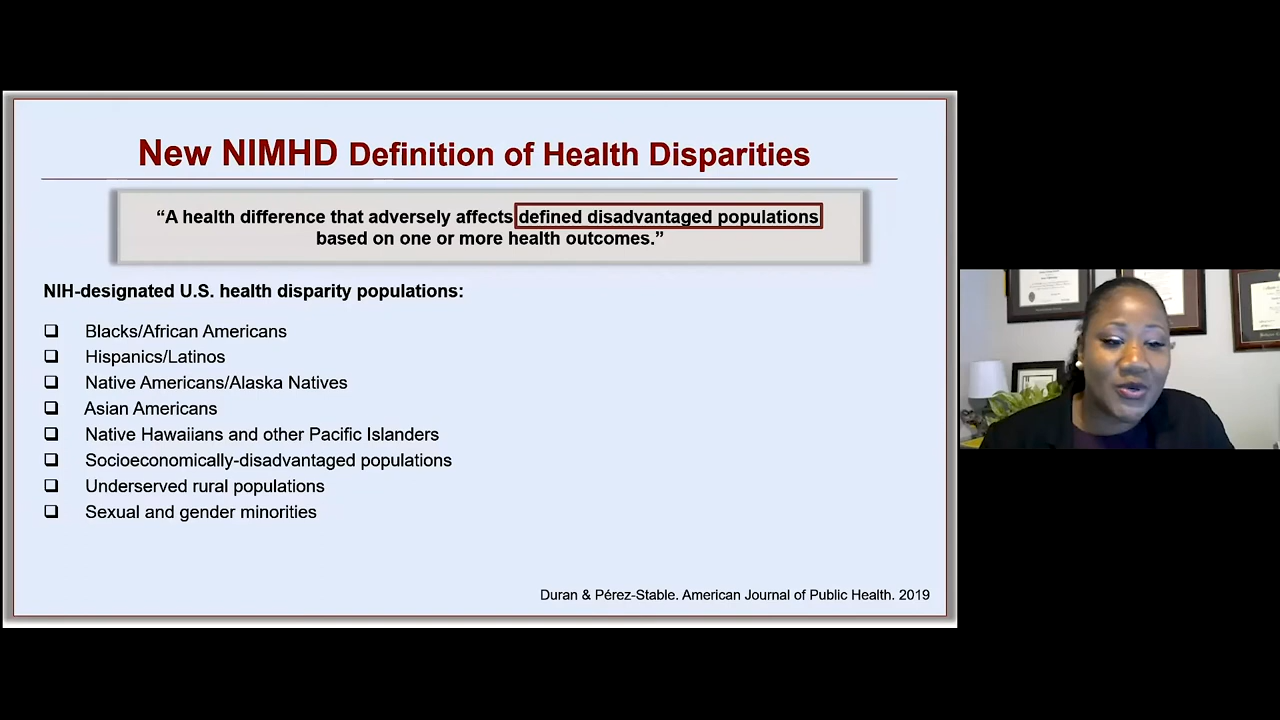 New NIMHD Definition of Health Disparities
“A health difference that adversely affects defined disadvantaged populations
based on one or more health outcomes.”
NIH-designated U.S. health disparity populations:
❑ Blacks/African Americans
❑ Hispanics/Latinos
❑ Native Americans/Alaska Natives
❑ Asian Americans
❑ Native Hawaiians and other Pacific Islanders
❑ Socioeconomically-disadvantaged populations
❑ Underserved rural populations
❑ Sexual and gender minorities
Duran & Pérez-Stable. American Journal of Public Health. 2019